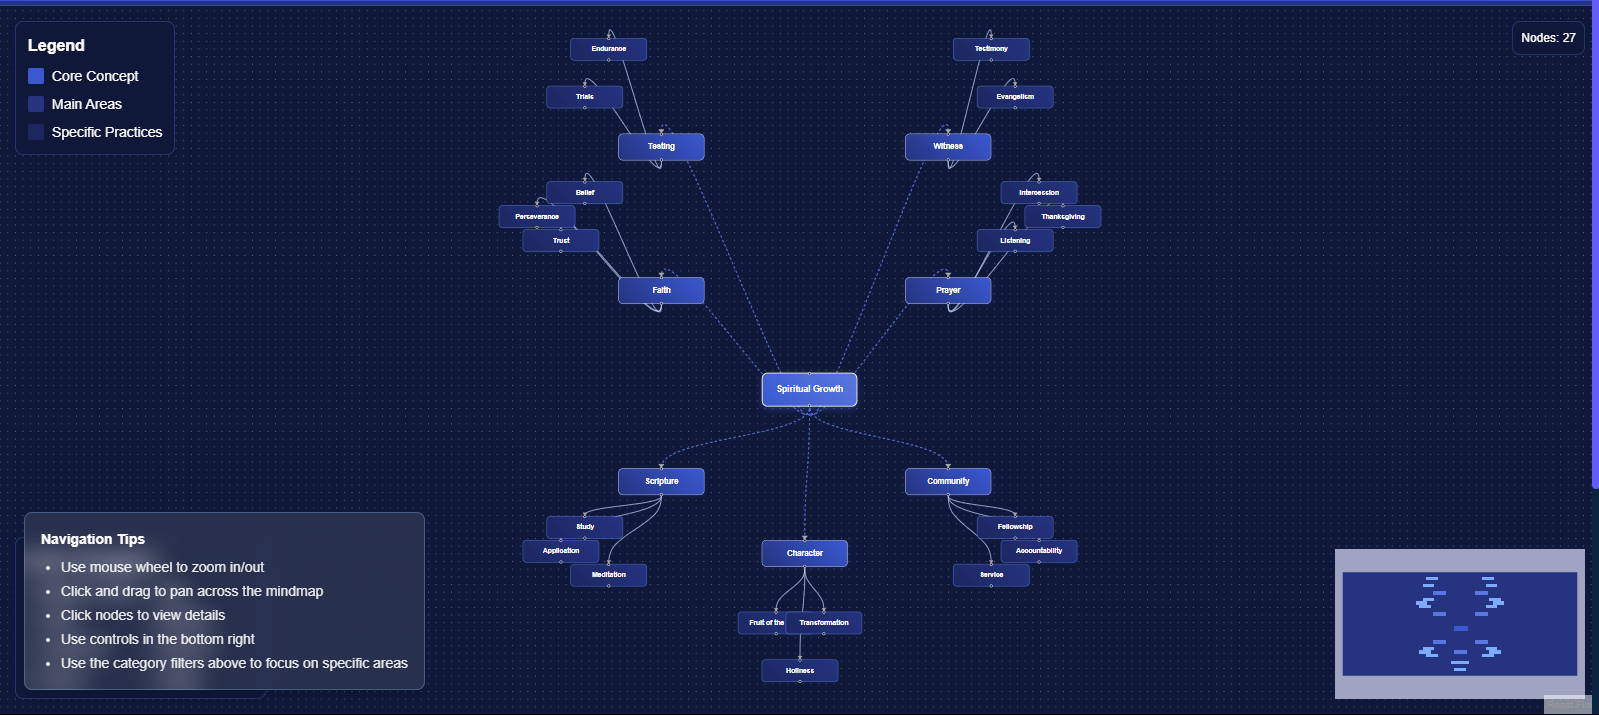 Legend
Core Concept
Main Areas
Specific Practices
Nodes: 27
Endurance
Testimony
Trials
Evangelism
Testing
Witness
Belief
Intercession
Perseverance
Thanksgiving
Trust
Listening
Faith
Prayer
Spiritual Growth
Scripture
Community
Study
Fellowship
Application
Character
Accountability
Meditation
Service
Fruit of the
Transformation
Holiness
Navigation Tips
• Use mouse wheel to zoom in/out
• Click and drag to pan across the mindmap
• Click nodes to view details
• Use controls in the bottom right
• Use the category filters above to focus on specific areas